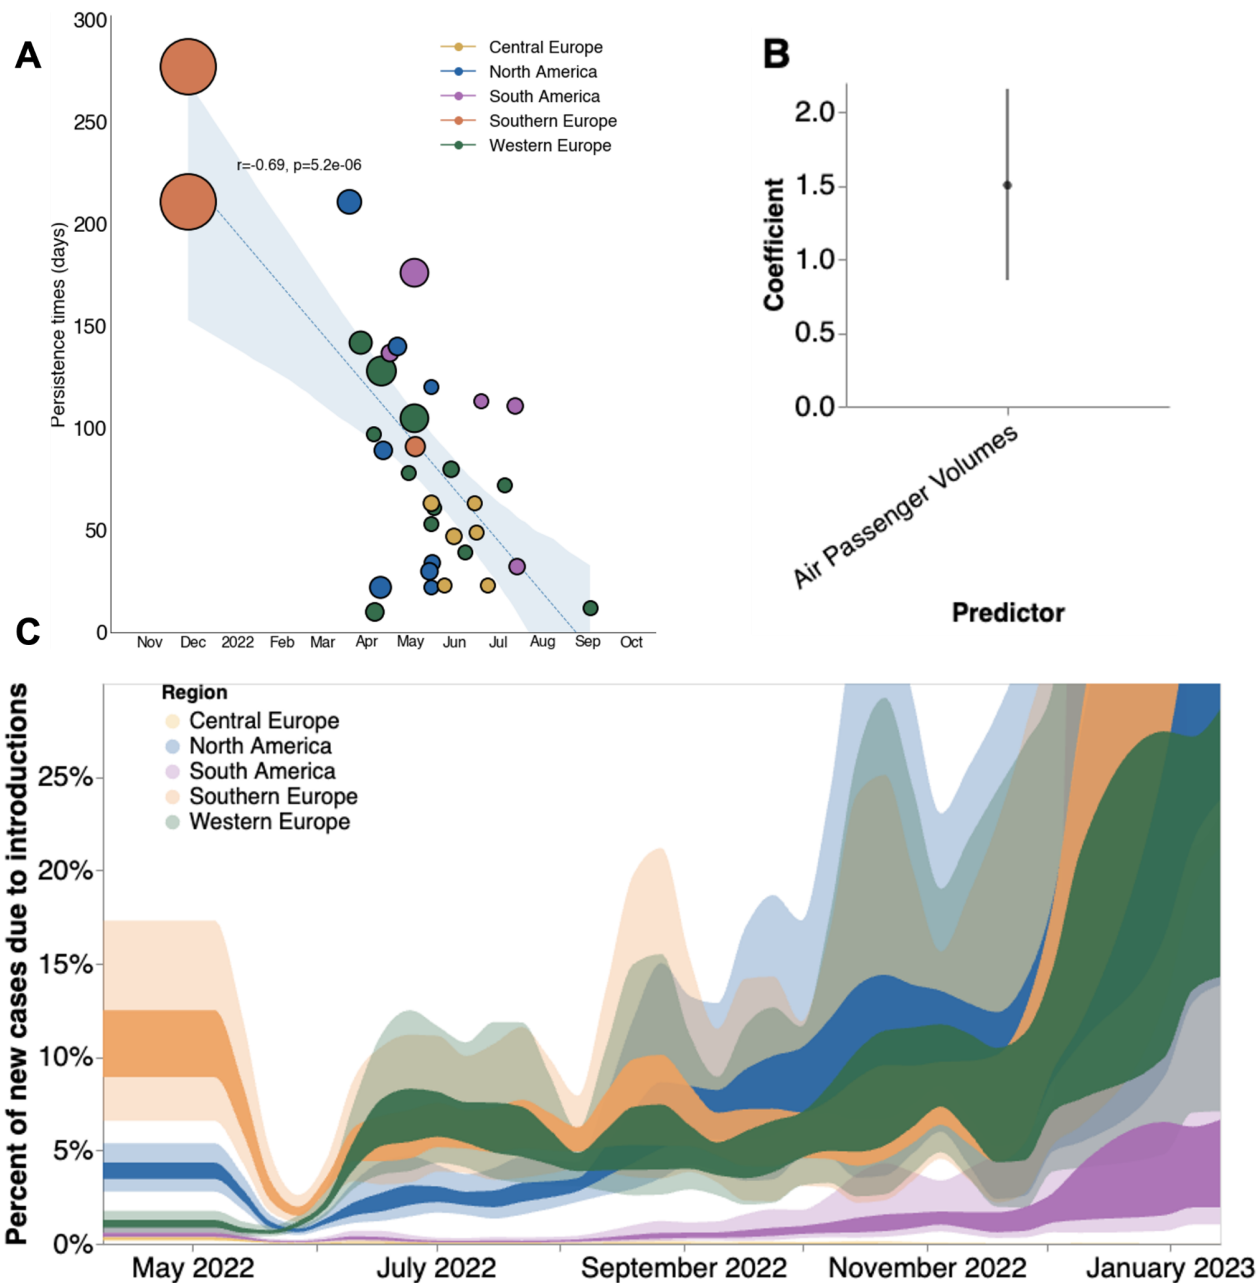 A
300
250
200
150
100
50
0
Persistence times (days)
Central Europe
North America
South America
Southern Europe
Western Europe
r=-0.69, p=5.2e-06
Nov Dec 2022 Feb Mar Apr May Jun Jul Aug Sep Oct
B
2.0
1.5
1.0
0.5
0.0
Coefficient
Air Passenger Volumes
Predictor
C
Percent of new cases due to introductions
Region
Central Europe
North America
South America
Southern Europe
Western Europe
25%
20%
15%
10%
5%
0%
May 2022 July 2022 September 2022 November 2022 January 2023